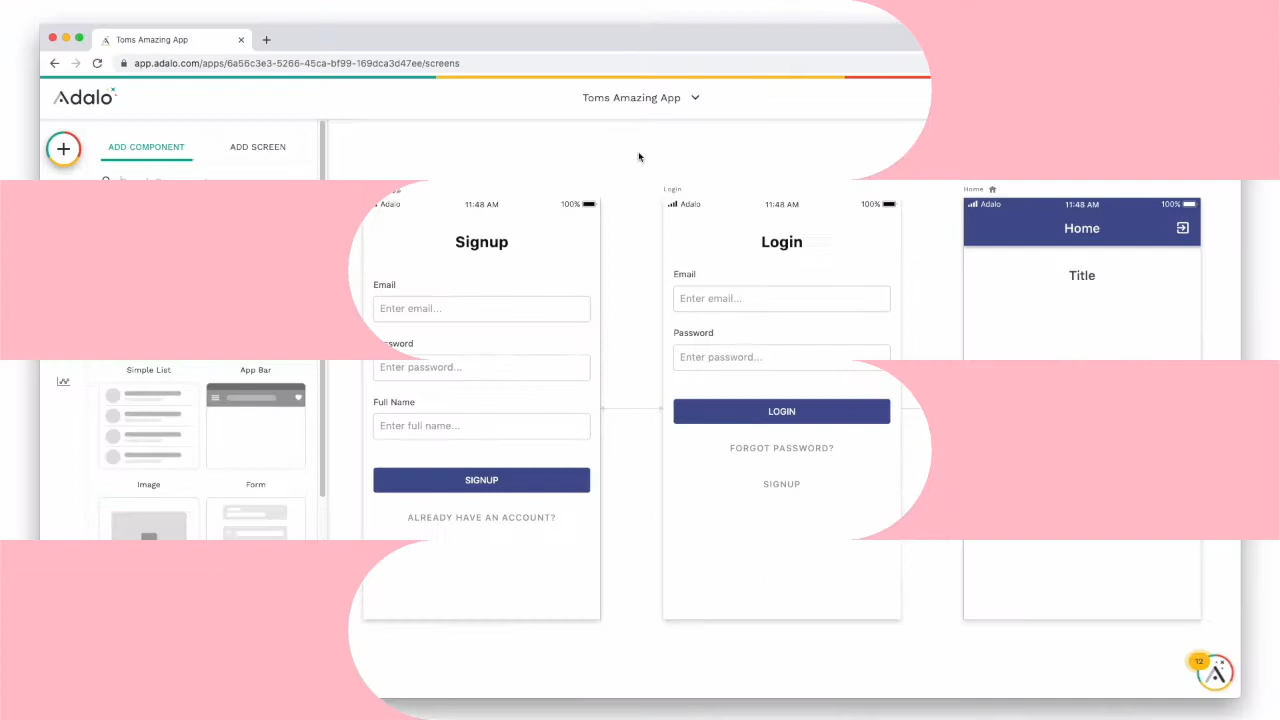 Toms Amazing App
app.adalo.com/apps/6a56c3e3-5266-45ca-bf99-169dca3d47ee/screens
Adalo
Toms Amazing App
ADD COMPONENT
ADD SCREEN
Login
Home
Adalo 11:48 AM 100%
Adalo 11:48 AM 100%
Adalo 11:48 AM 100%
Signup
Login
Home
Title
Email
Enter email...
Email
Enter email...
Password
Enter password...
Enter password...
Simple List
App Bar
Full Name
Enter full name...
LOGIN
FORGOT PASSWORD?
SIGNUP
SIGNUP
ALREADY HAVE AN ACCOUNT?
Image
Form
12